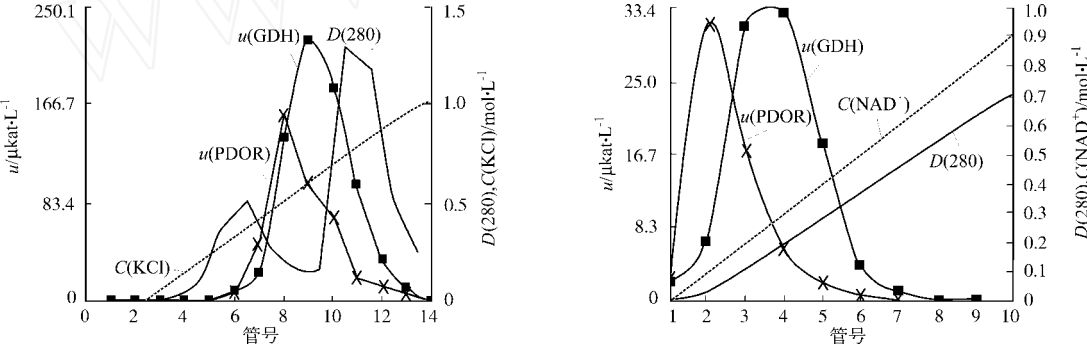 250.1
166.7
83.4
0
u/μkat·L⁻¹
u(GDH)
D(280)
u(PDOR)
C(KCl)
1.5
1.0
0.5
0
D(280),C(KCl)/mol·L⁻¹
0 2 4 6 8 10 12 14
管号
33.4
25.0
16.7
8.3
0
u/μkat·L⁻¹
u(GDH)
u(PDOR)
C(NAD⁺)
D(280)
1.0
0.9
0.8
0.7
0.6
0.5
0.4
0.3
0.2
0.1
0
D(280),C(NAD⁺)/mol·L⁻¹
1 2 3 4 5 6 7 8 9 10
管号